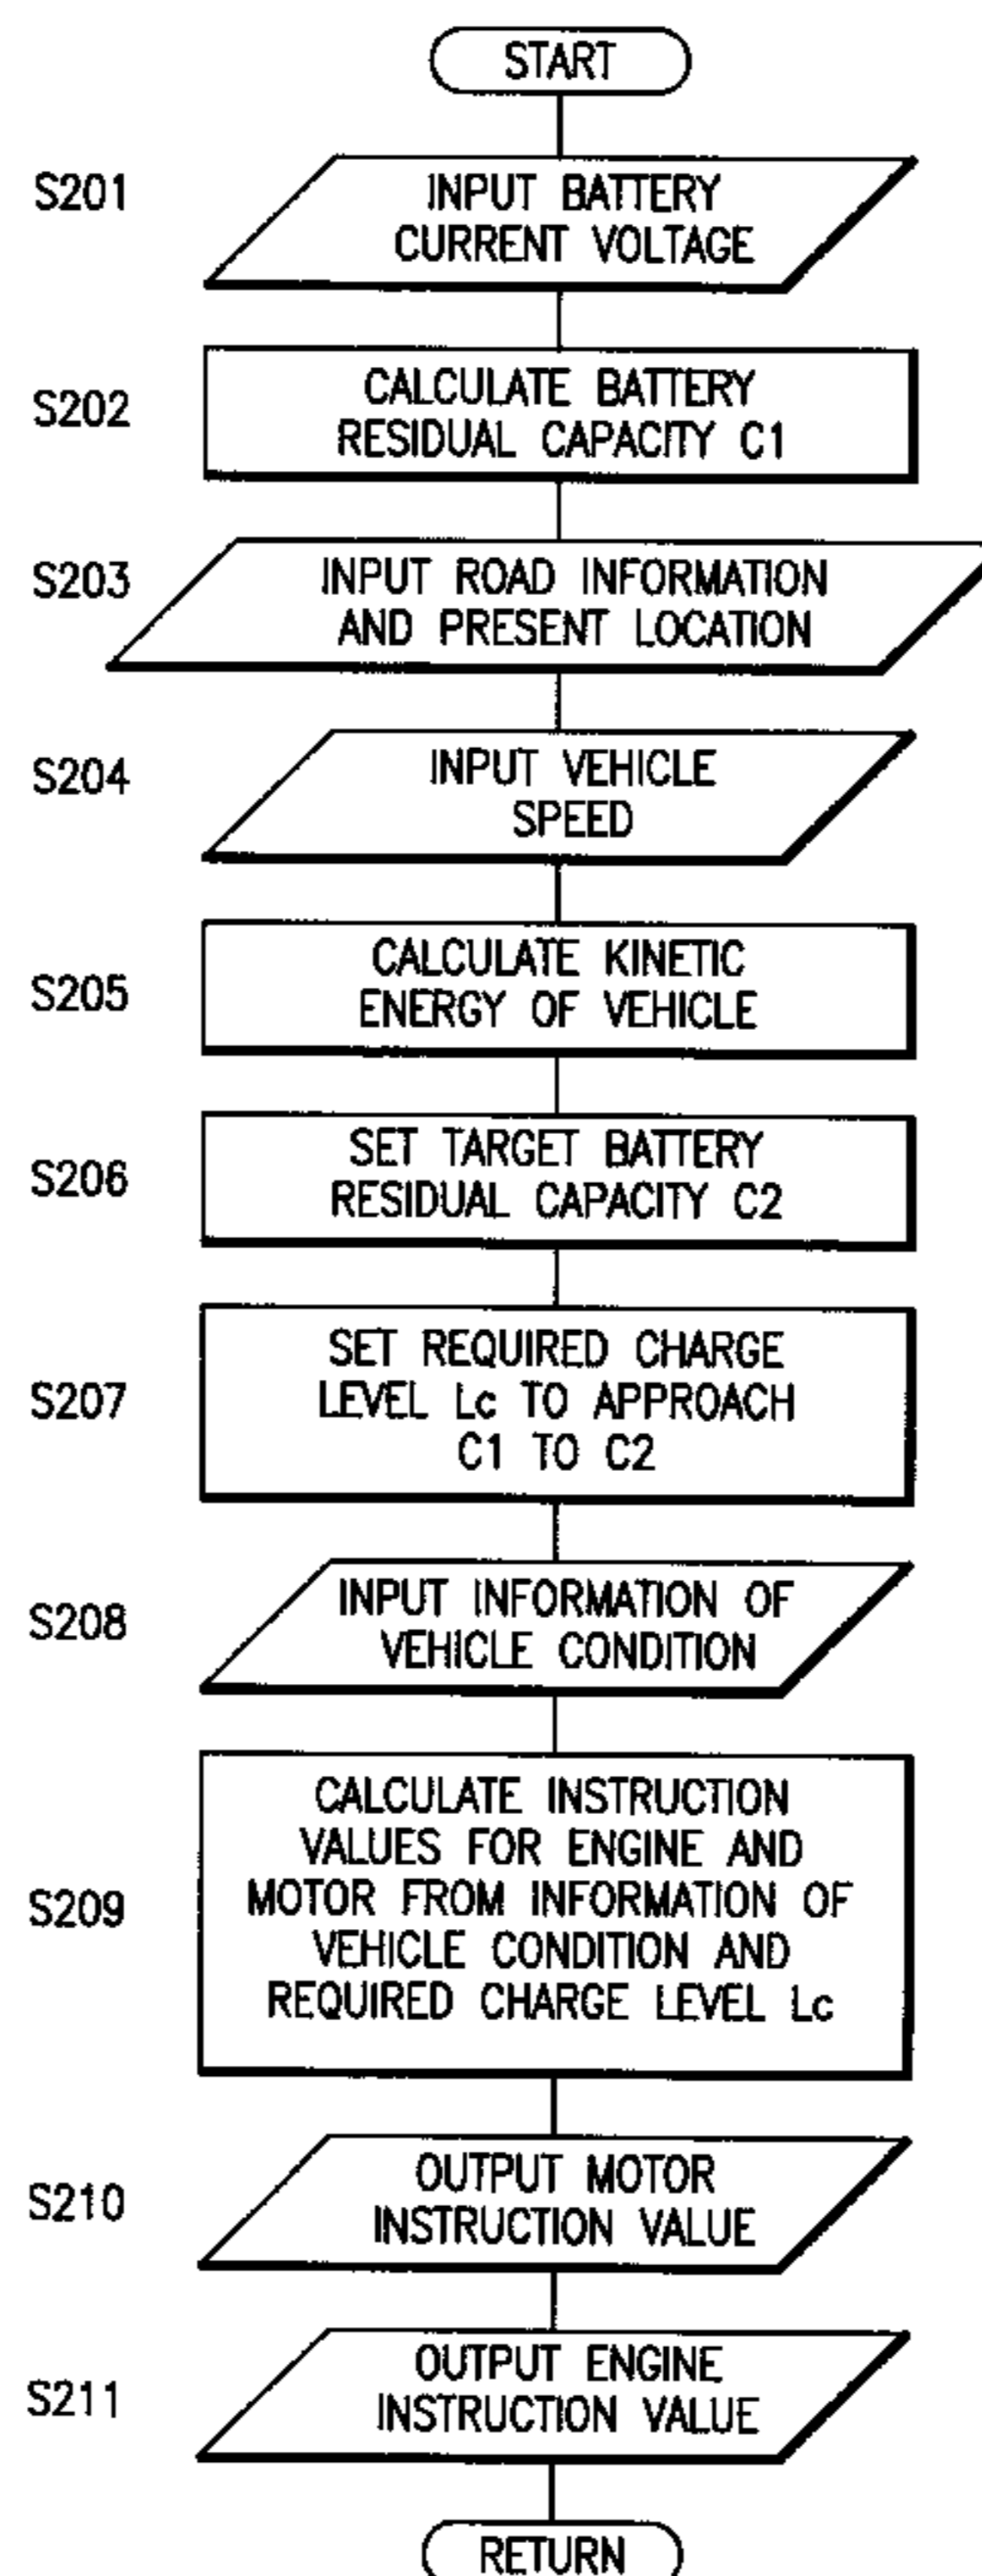 START
S201
INPUT BATTERY
CURRENT VOLTAGE
S202
CALCULATE BATTERY
RESIDUAL CAPACITY C1
S203
INPUT ROAD INFORMATION
AND PRESENT LOCATION
S204
INPUT VEHICLE
SPEED
S205
CALCULATE KINETIC
ENERGY OF VEHICLE
S206
SET TARGET BATTERY
RESIDUAL CAPACITY C2
S207
SET REQUIRED CHARGE
LEVEL Lc TO APPROACH
C1 TO C2
S208
INPUT INFORMATION OF
VEHICLE CONDITION
S209
CALCULATE INSTRUCTION
VALUES FOR ENGINE AND
MOTOR FROM INFORMATION OF
VEHICLE CONDITION AND
REQUIRED CHARGE LEVEL Lc
S210
OUTPUT MOTOR
INSTRUCTION VALUE
S211
OUTPUT ENGINE
INSTRUCTION VALUE
RETURN